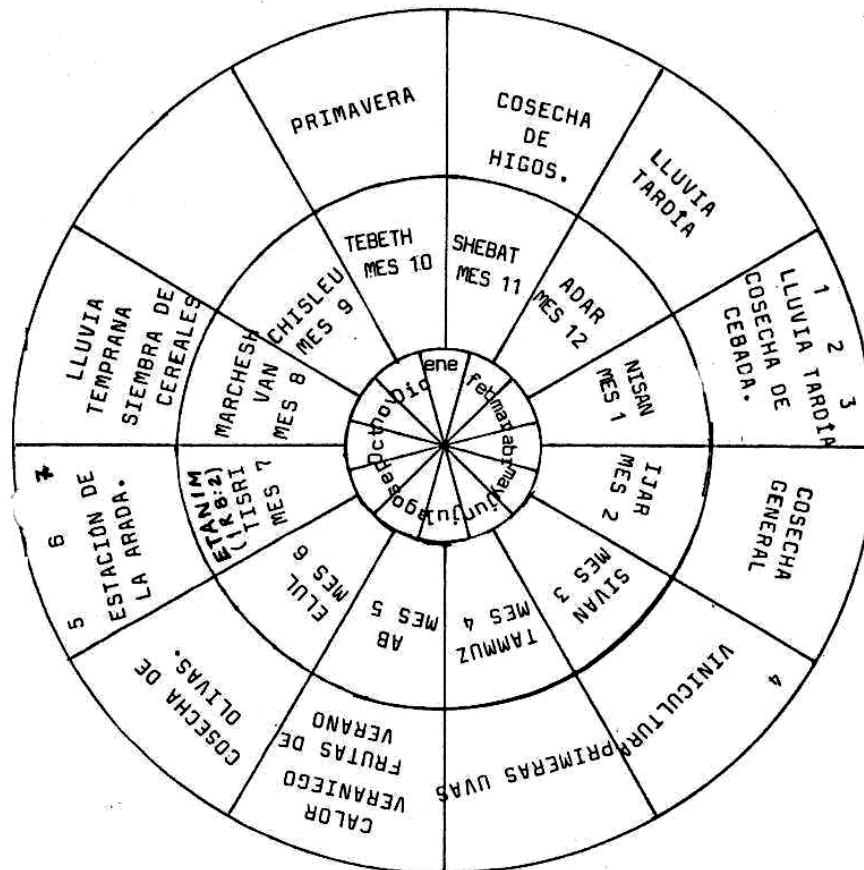 PRIMAVERA
COSECHA
DE
HIGOS.
LLUVIA
TARDÍA
1 2 3
LLUVIA TARDÍA
COSECHA DE
CEBADA.
COSECHA
GENERAL
4
VINICULTURA
PRIMERAS UVAS
CALOR
VERANIEGO
FRUTAS DE
VERANO
COSECHA DE
OLIVAS.
5 6 7
ESTACIÓN DE
LA ARADA.
LLUVIA
TEMPRANA
SIEMBRA DE
CEREALES
TEBETH
MES 10
SHEBAT
MES 11
ADAR
MES 12
NISAN
MES 1
IJAR
MES 2
SIVAN
MES 3
TAMMUZ
MES 4
AB
MES 5
ELUL
MES 6
ETANIM
(1R 8:2)
TISRI
MES 7
MARCHESH
VAN
MES 8
CHISLEU
MES 9
ene
feb
mar
abr
may
jun
jul
ago
sep
Oct
nov
Dic